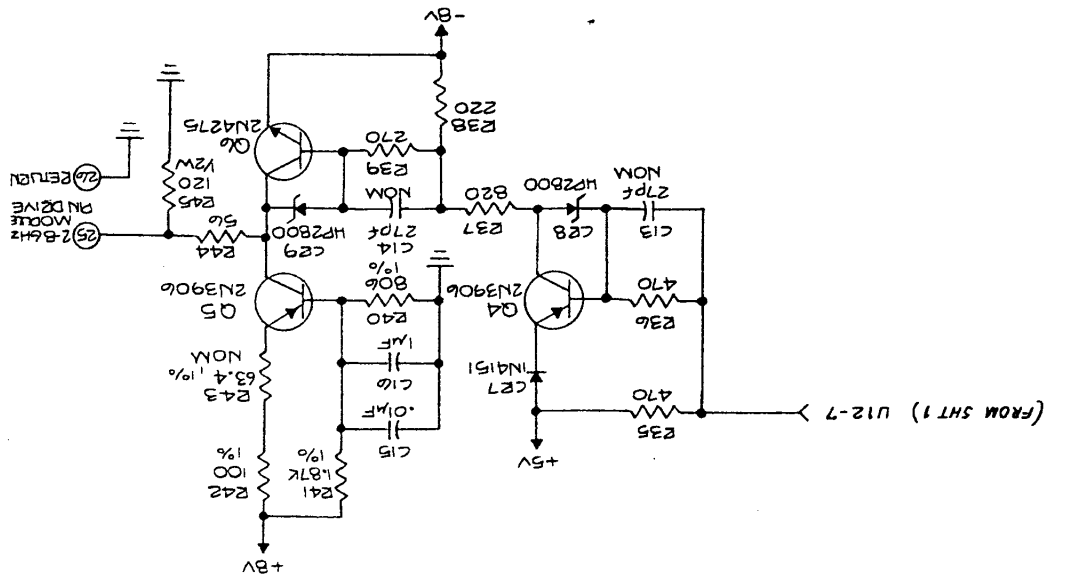 +8V
+5V
(FROM SHT 1) U12-7
R35
470
C15
.01µF
R41
1.87K
1%
R42
100
1%
CR7
1N4151
C16
1µF
R43
63.4, 1%
NOM
R36
470
Q4
2N3906
R40
806
1%
Q5
2N3906
C13
27pf
NOM
CR8
HP2800
R37
820
C14
27pf
NOM
CR9
HP2800
R44
56
25 2-8 GHz
MODULE
PIN DRIVE
R45
120
1/2W
26 RETURN
R38
220
R39
270
Q6
2N4275
-8V